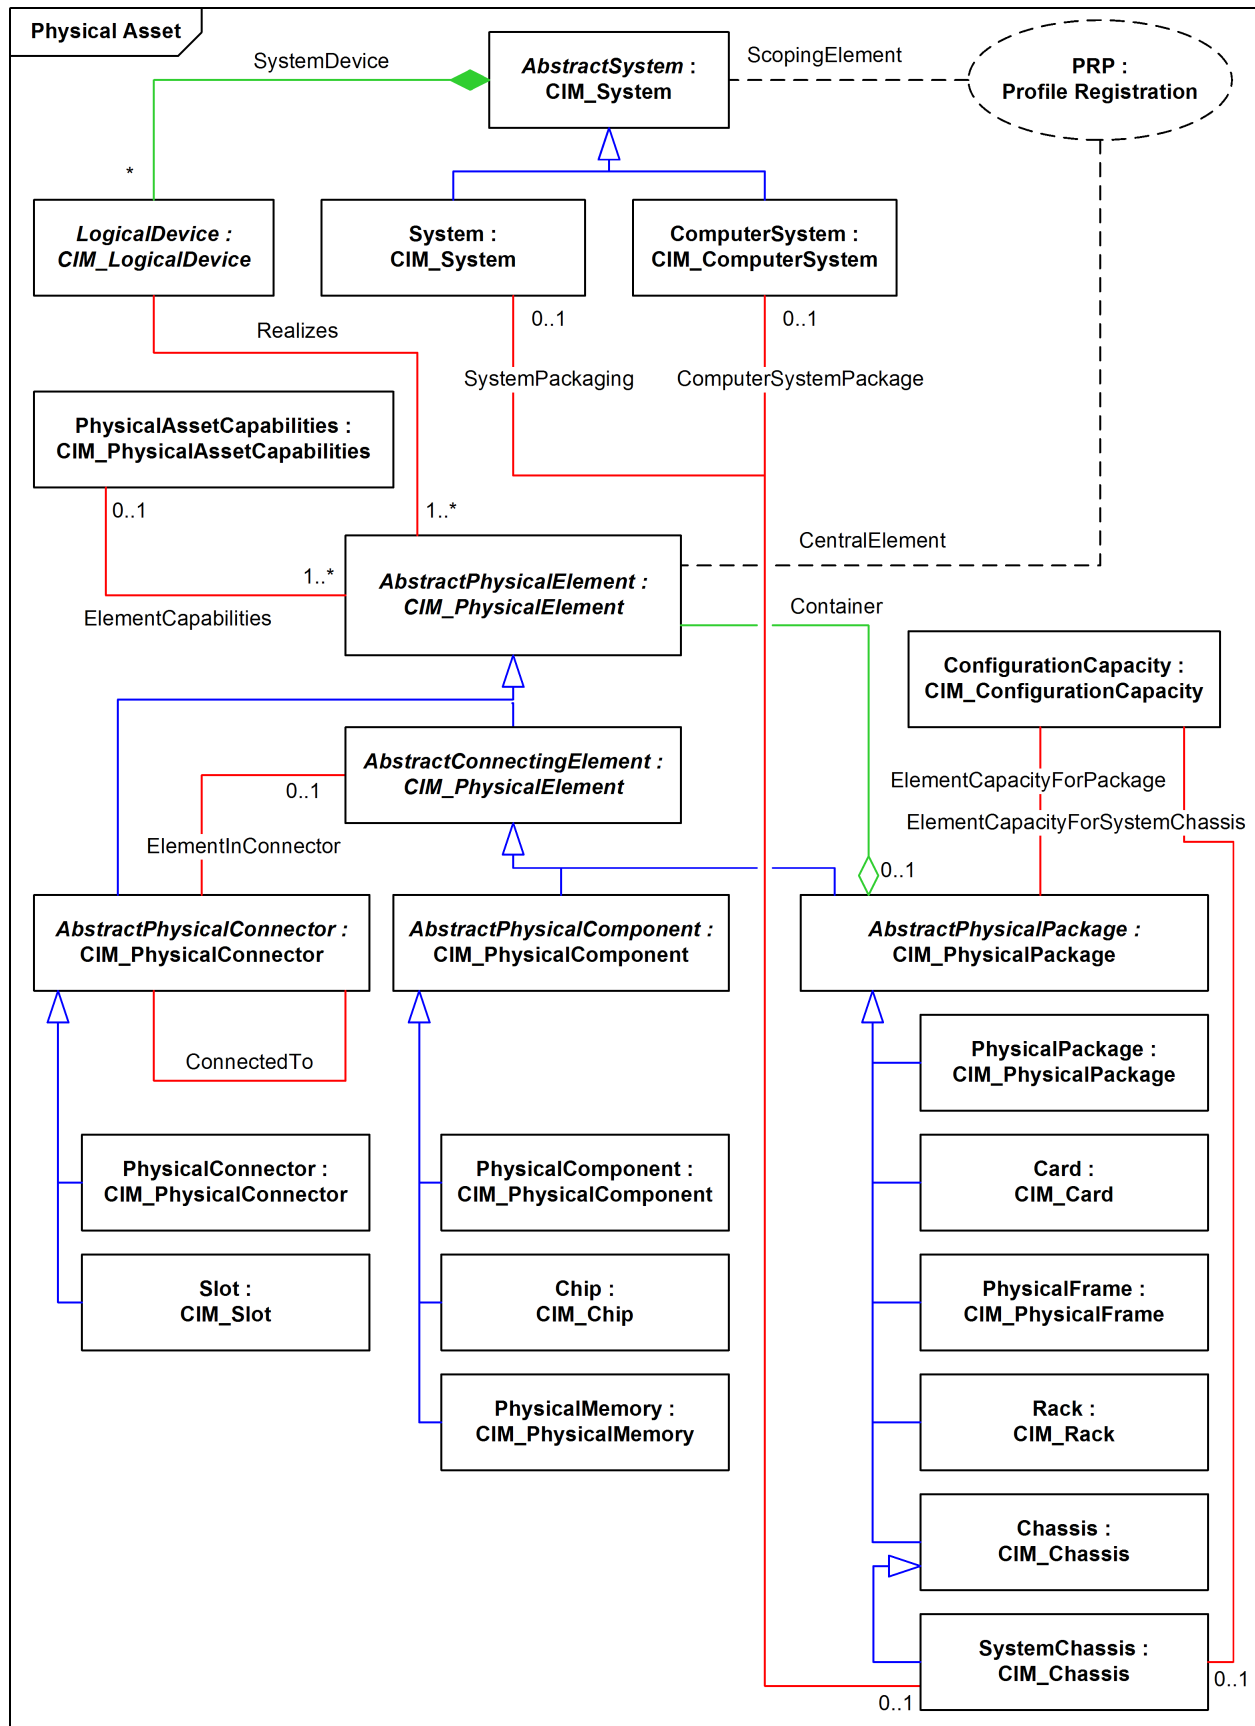 Physical Asset
SystemDevice
AbstractSystem :
CIM_System
ScopingElement
PRP :
Profile Registration
*
LogicalDevice :
CIM_LogicalDevice
System :
CIM_System
ComputerSystem :
CIM_ComputerSystem
Realizes
0..1
0..1
SystemPackaging
ComputerSystemPackage
PhysicalAssetCapabilities :
CIM_PhysicalAssetCapabilities
0..1
1..*
CentralElement
1..*
AbstractPhysicalElement :
CIM_PhysicalElement
ElementCapabilities
Container
ConfigurationCapacity :
CIM_ConfigurationCapacity
AbstractConnectingElement :
CIM_PhysicalElement
0..1
ElementCapacityForPackage
ElementCapacityForSystemChassis
ElementInConnector
0..1
AbstractPhysicalConnector :
CIM_PhysicalConnector
AbstractPhysicalComponent :
CIM_PhysicalComponent
AbstractPhysicalPackage :
CIM_PhysicalPackage
ConnectedTo
PhysicalPackage :
CIM_PhysicalPackage
PhysicalConnector :
CIM_PhysicalConnector
PhysicalComponent :
CIM_PhysicalComponent
Card :
CIM_Card
Slot :
CIM_Slot
Chip :
CIM_Chip
PhysicalFrame :
CIM_PhysicalFrame
PhysicalMemory :
CIM_PhysicalMemory
Rack :
CIM_Rack
Chassis :
CIM_Chassis
SystemChassis :
CIM_Chassis
0..1
0..1